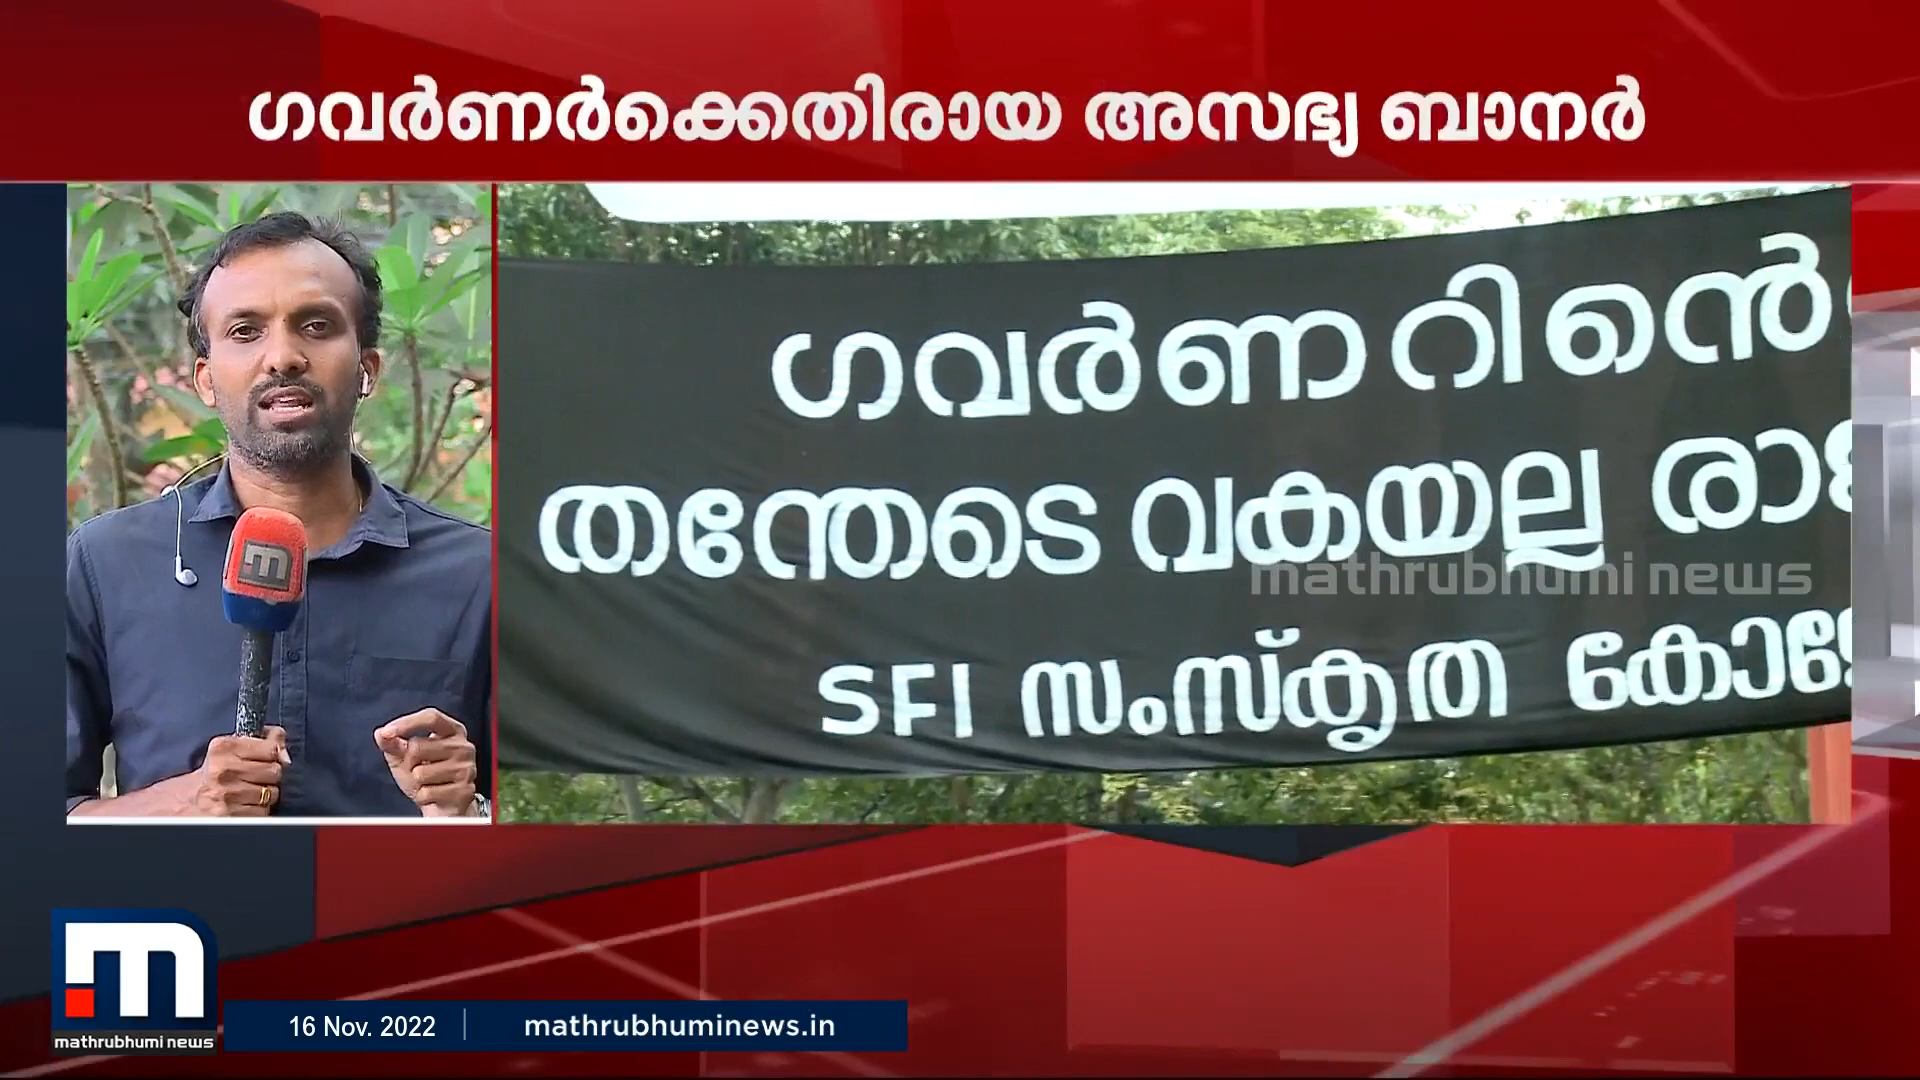 ഗവർണർക്കെതിരായ അസഭ്യ ബാനർ
ഗവർണറിന്റെ
തന്തേടെ വകയല്ല
SFI സംസ്കൃത
mathrubhumi news
mathrubhumi news
16 Nov. 2022
mathrubhuminews.in